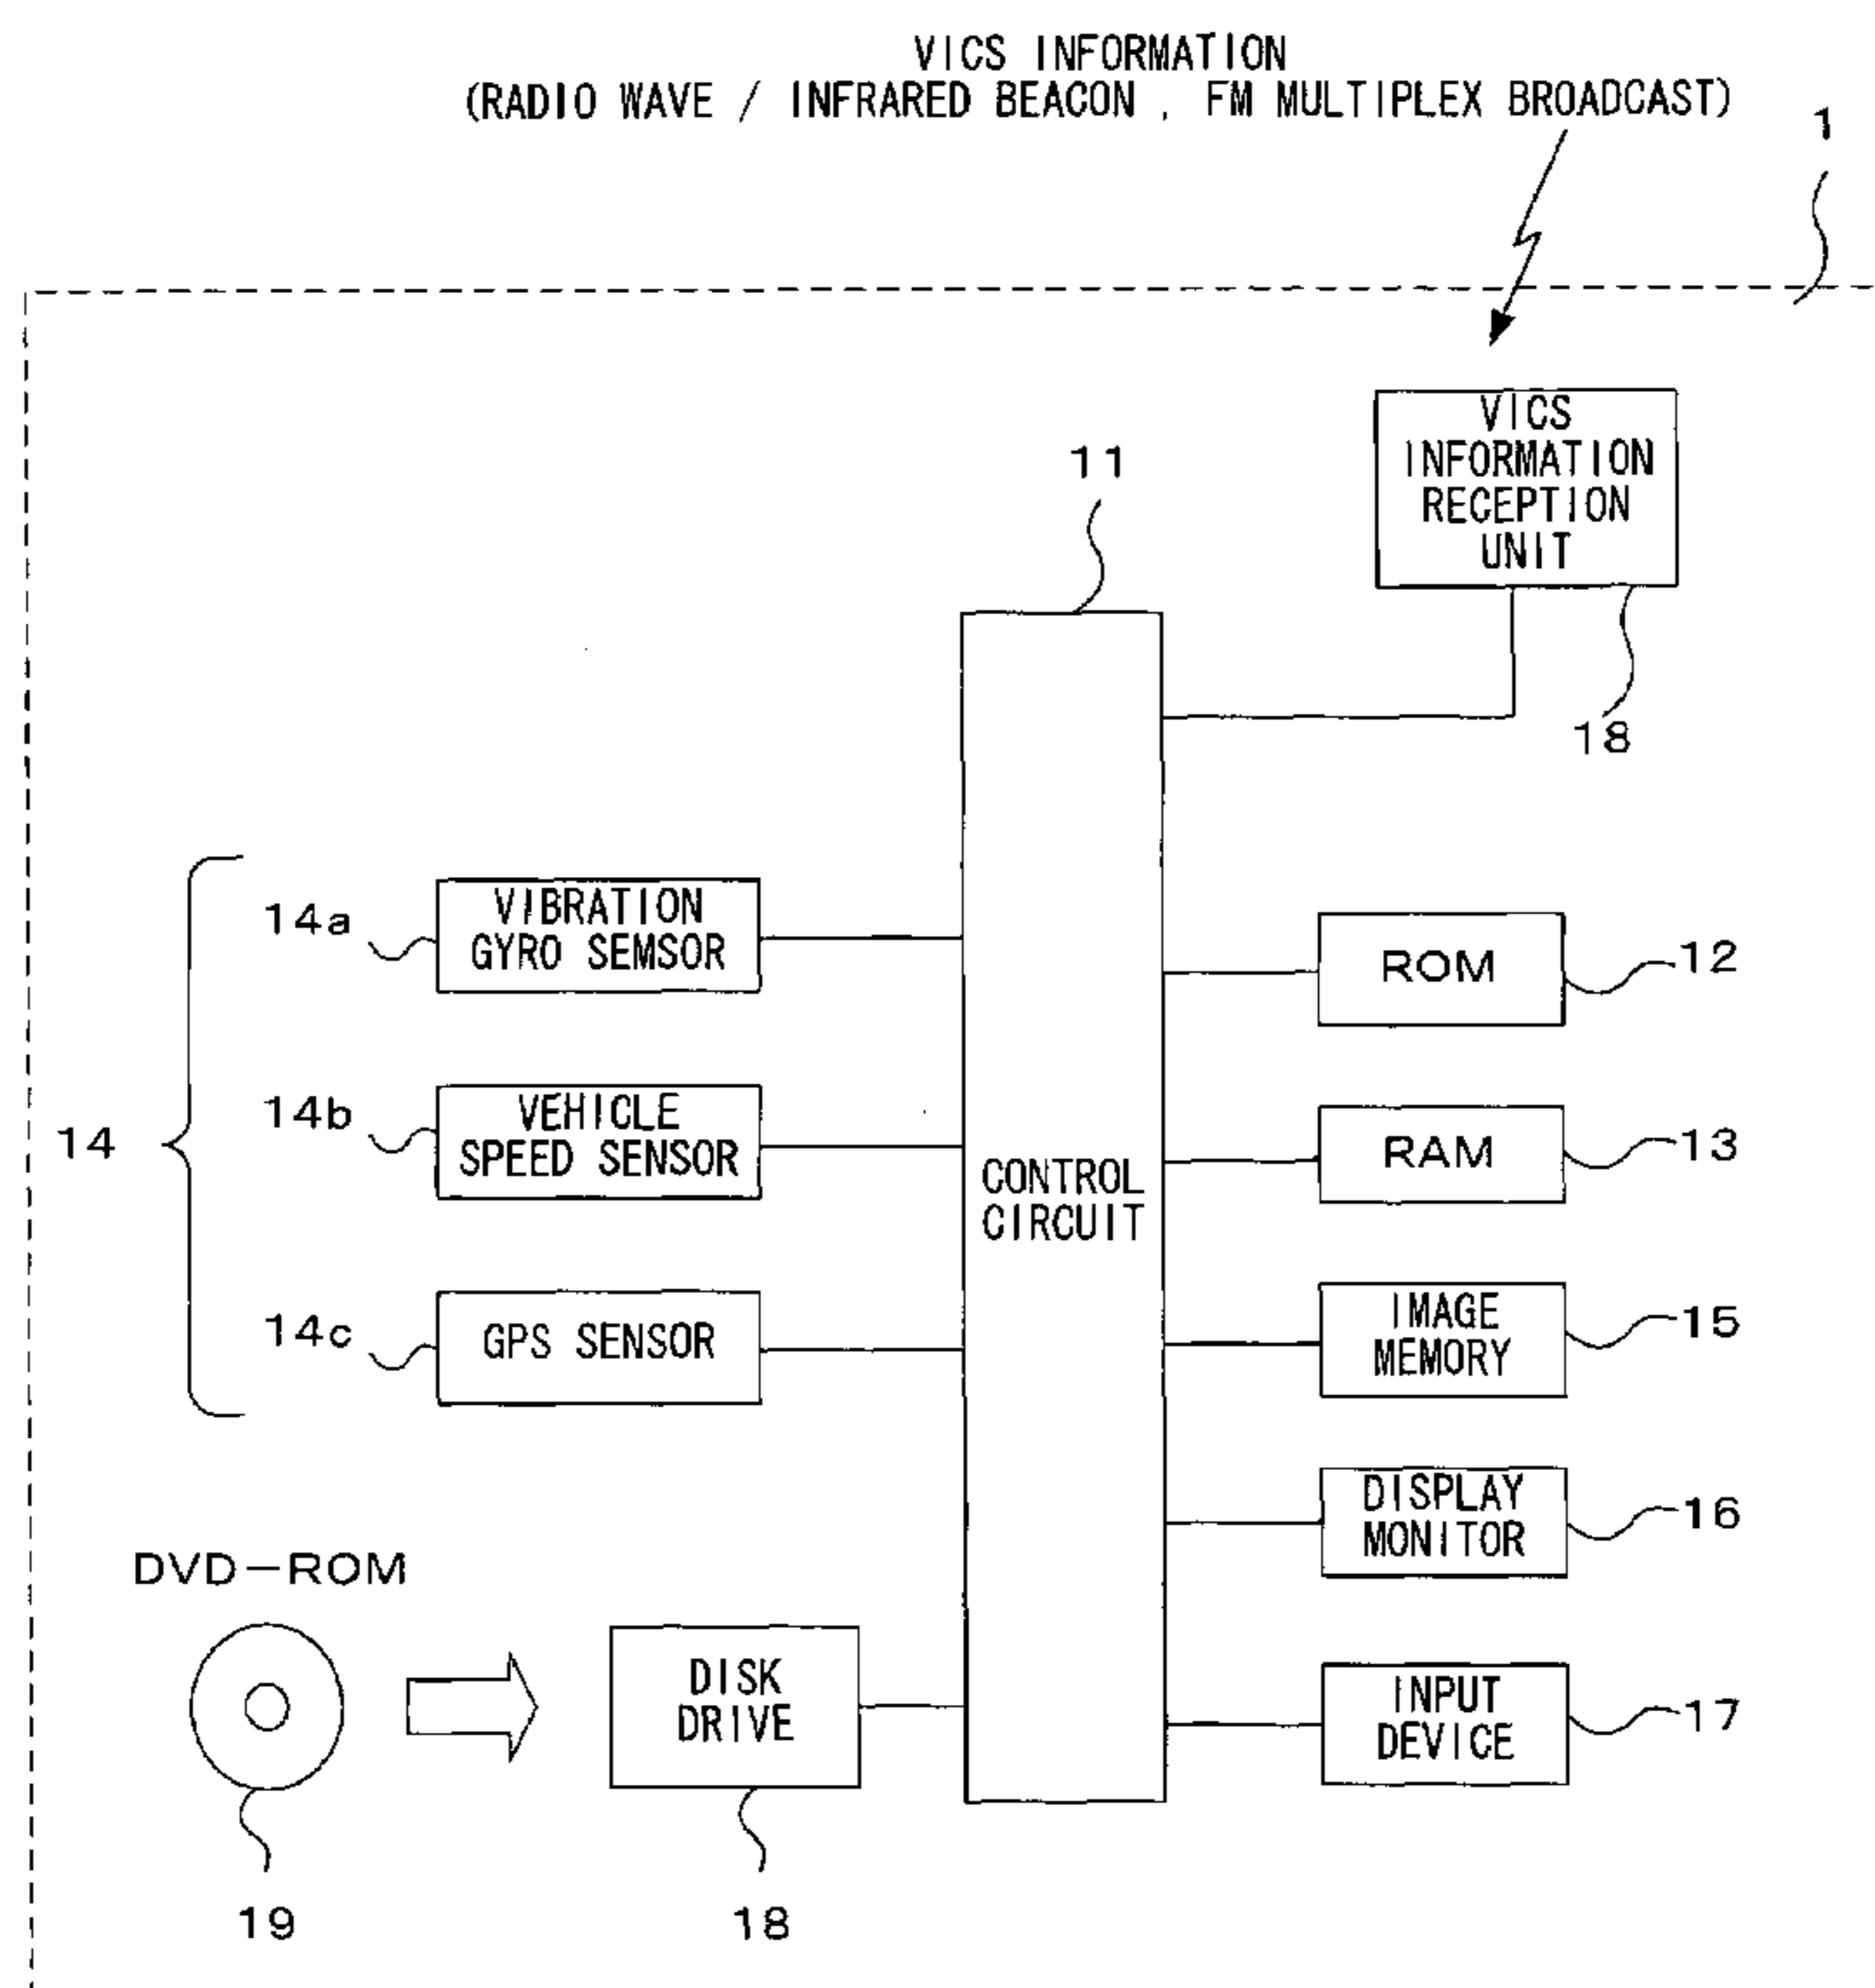 VICS INFORMATION
(RADIO WAVE / INFRARED BEACON , FM MULTIPLEX BROADCAST)
1
VICS
INFORMATION
RECEPTION
UNIT
18
11
CONTROL
CIRCUIT
14
14a
VIBRATION
GYRO SEMSOR
14b
VEHICLE
SPEED SENSOR
14c
GPS SENSOR
ROM
12
RAM
13
IMAGE
MEMORY
15
DISPLAY
MONITOR
16
INPUT
DEVICE
17
DVD-ROM
19
DISK
DRIVE
18